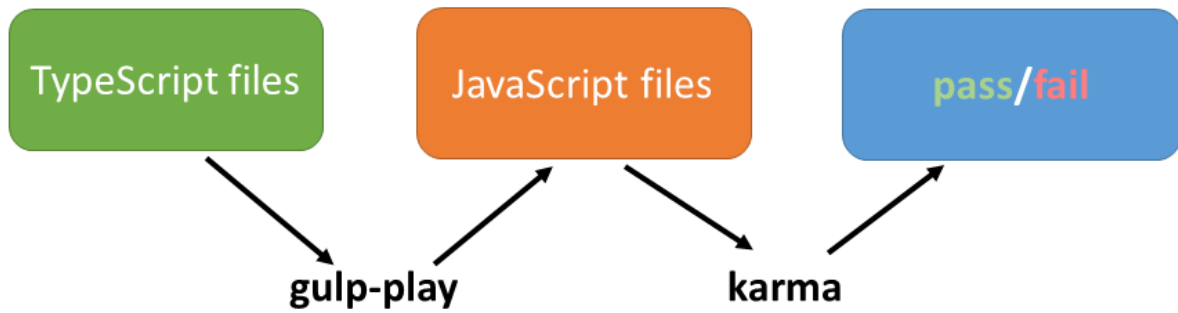 TypeScript files
JavaScript files
pass/fail
gulp-play
karma